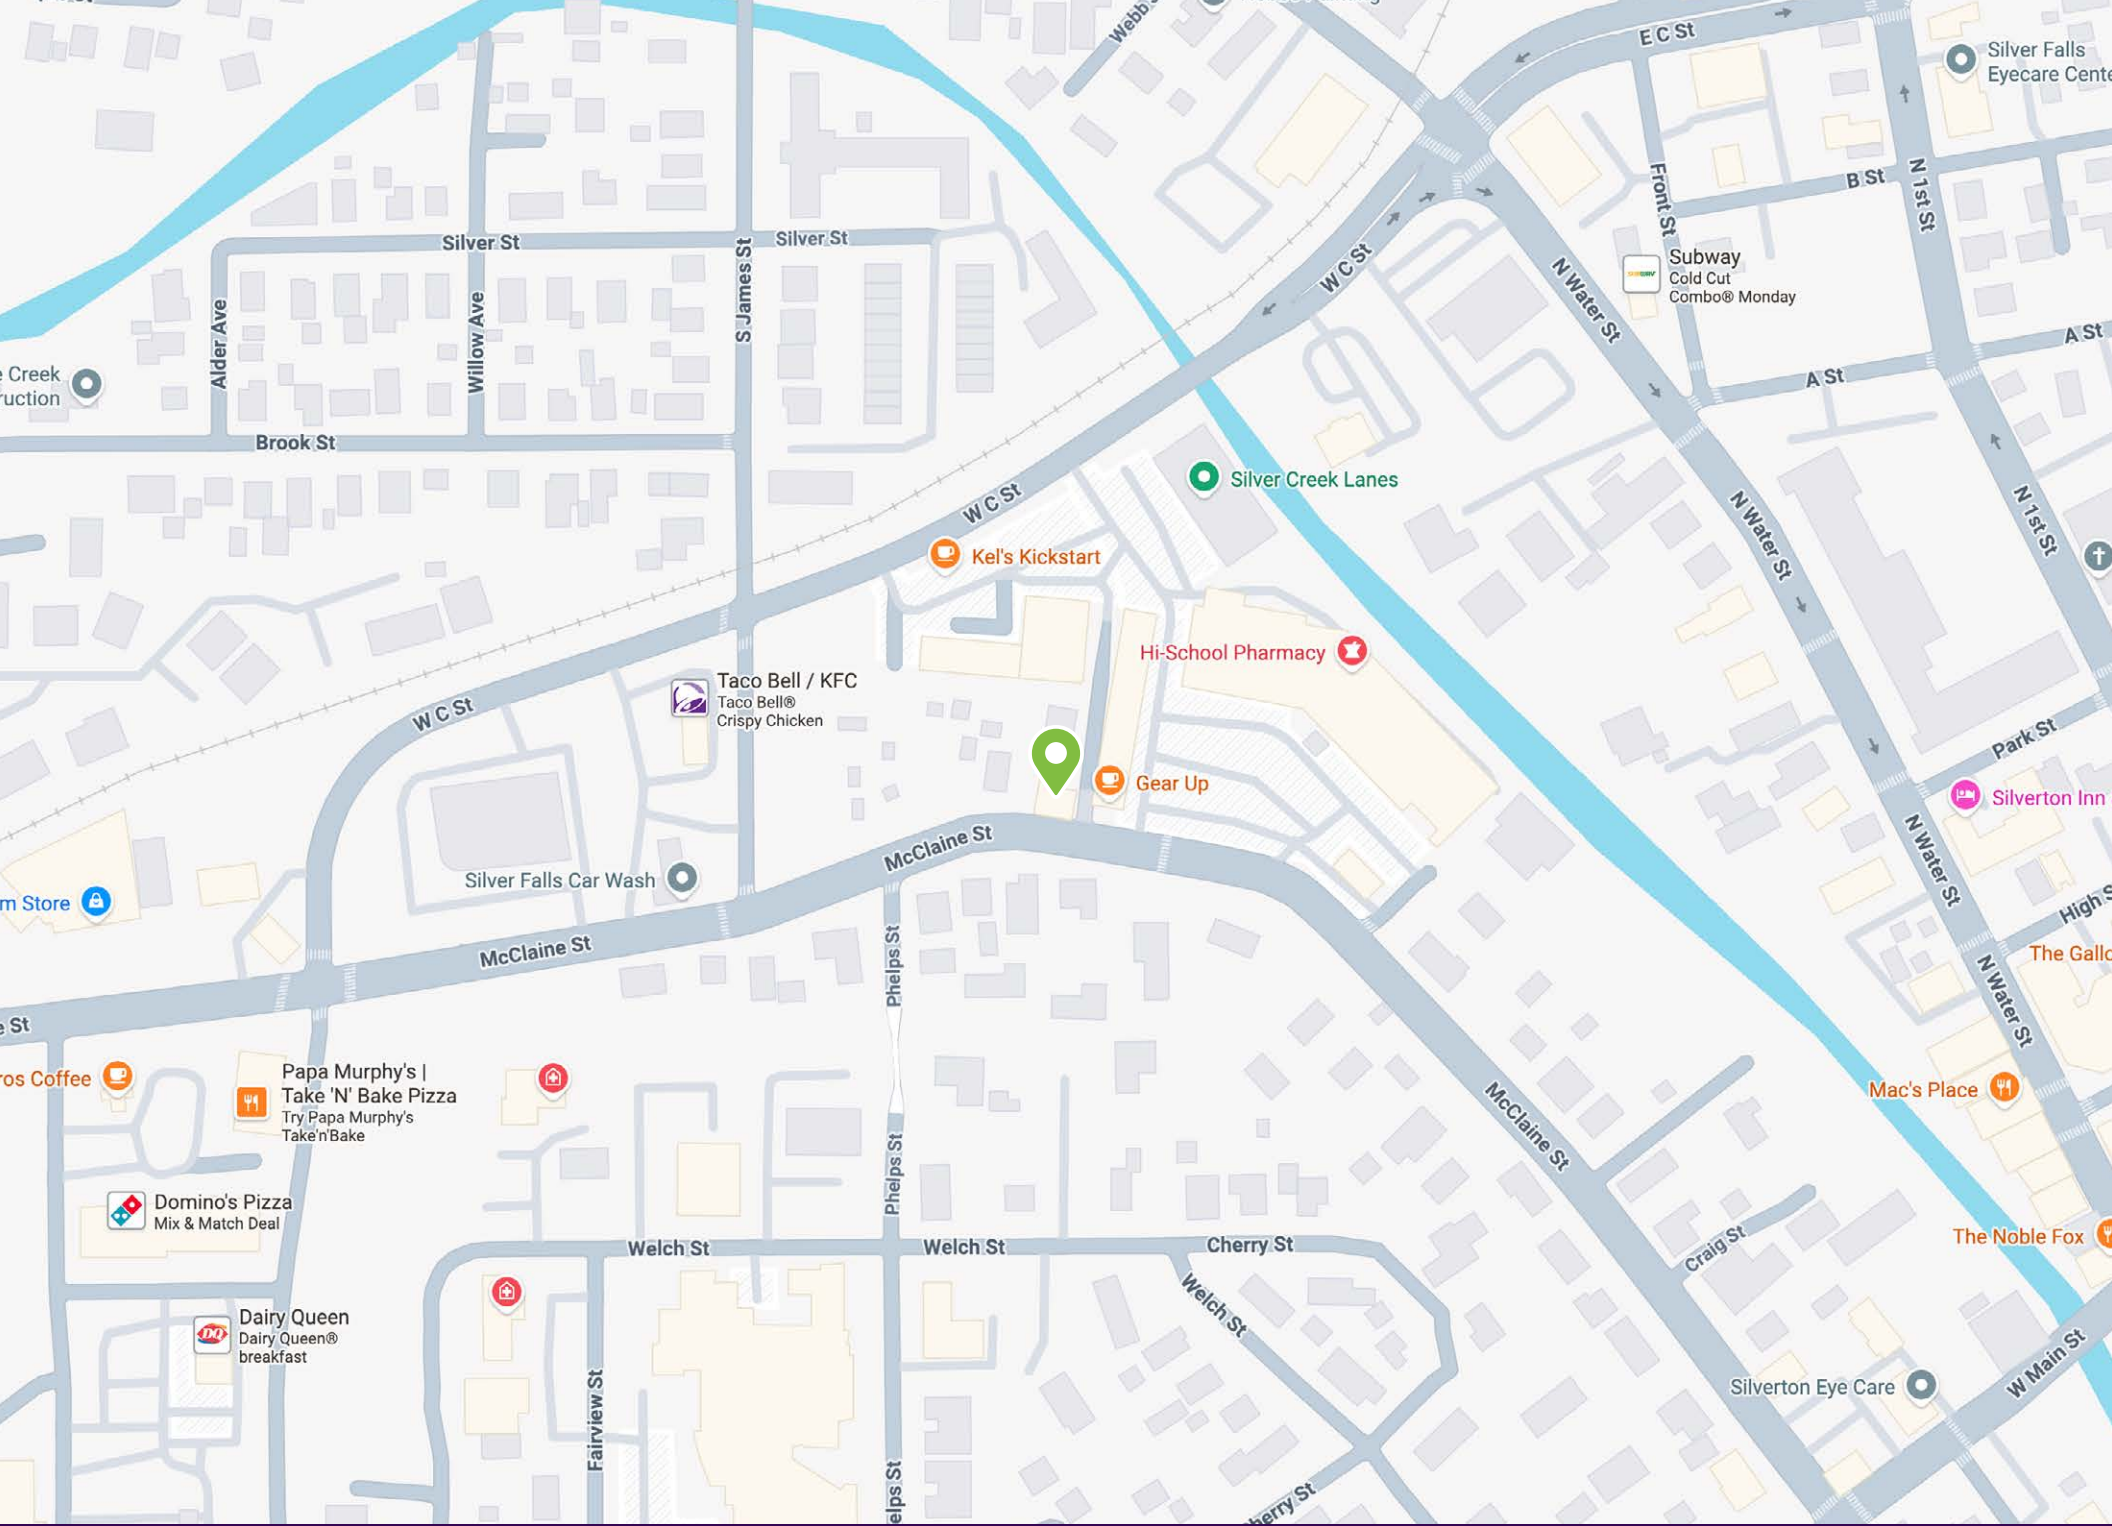 E C St
Silver Falls
Eyecare Cente
B St
Front St
N 1st St
Silver St
Silver St
S James St
W C St
N Water St
Subway
Cold Cut
Combo® Monday
Alder Ave
Willow Ave
A St
A St
e Creek
ruction
Brook St
Silver Creek Lanes
W C St
N Water St
N 1st St
Kel's Kickstart
Hi-School Pharmacy
Taco Bell / KFC
Taco Bell®
Crispy Chicken
W C St
Park St
Gear Up
Silverton Inn
McClaine St
N Water St
Silver Falls Car Wash
m Store
High S
McClaine St
Phelps St
The Gallo
N Water St
e St
ros Coffee
Papa Murphy's |
Take 'N' Bake Pizza
Try Papa Murphy's
Take'n'Bake
Mac's Place
McClaine St
Phelps St
Domino's Pizza
Mix & Match Deal
Welch St
Welch St
Cherry St
Craig St
The Noble Fox
Welch St
Dairy Queen
Dairy Queen®
breakfast
DQ
W Main St
Silverton Eye Care
Fairview St
elps St
herry St